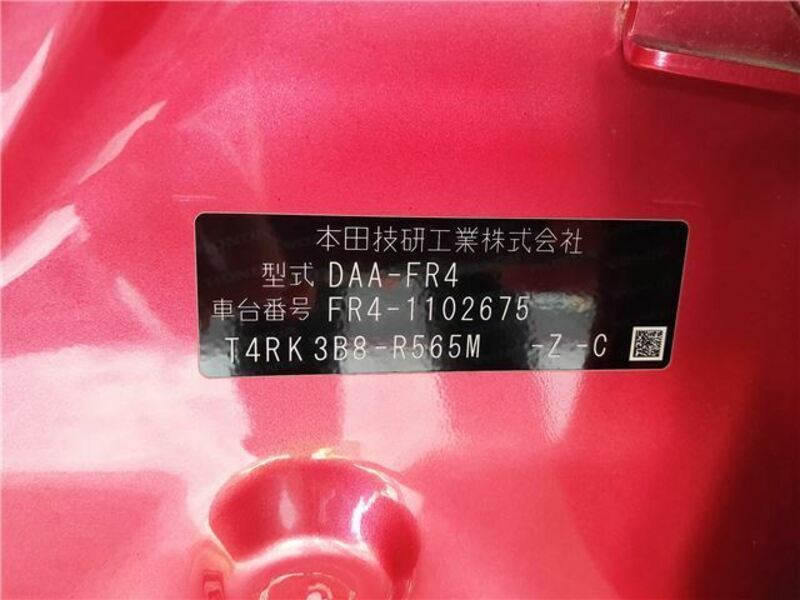 本田技研工業株式会社
型式 DAA-FR4
車台番号 FR4-1102675
T4RK3B8-R565M -Z-C